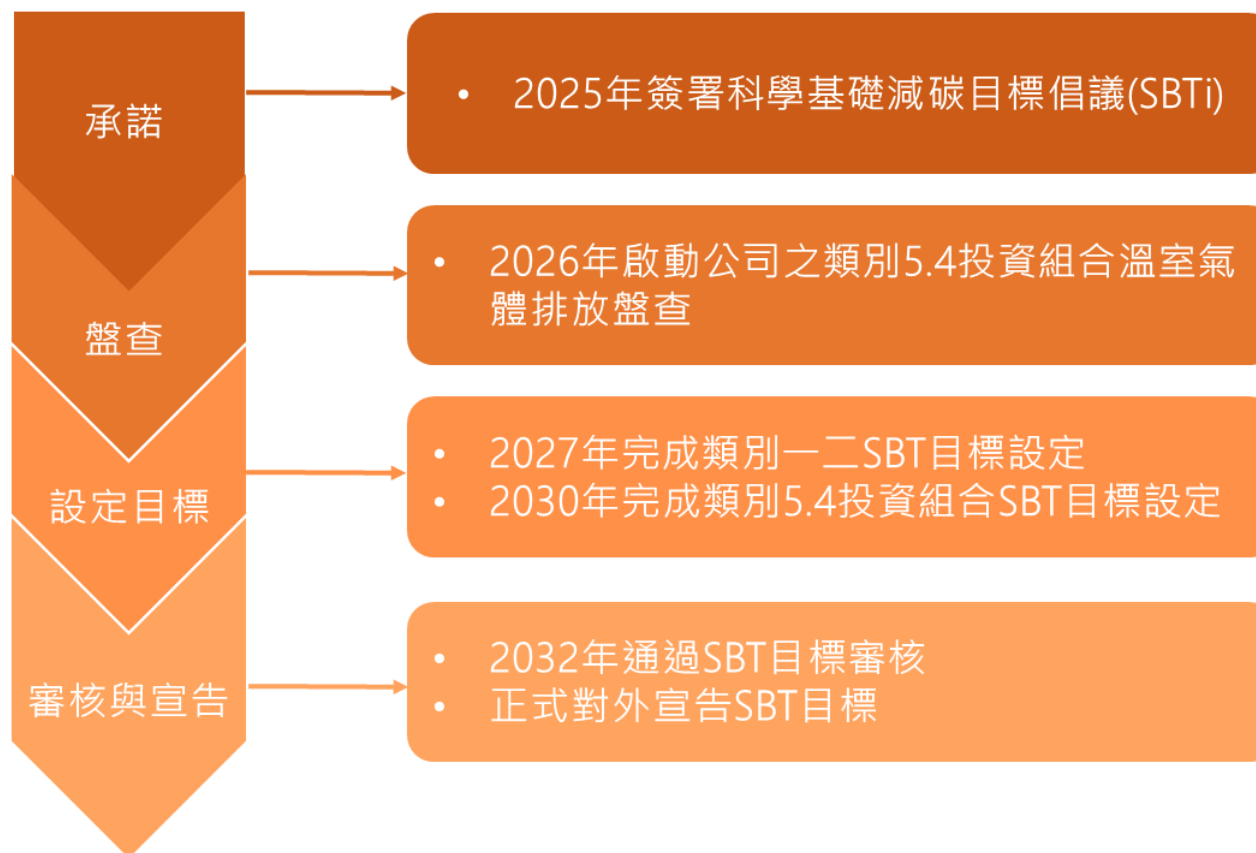 承諾
• 2025年簽署科學基礎減碳目標倡議(SBTi)
盤查
• 2026年啟動公司之類別5.4投資組合溫室氣
體排放盤查
設定目標
• 2027年完成類別一二SBT目標設定
• 2030年完成類別5.4投資組合SBT目標設定
審核與宣告
• 2032年通過SBT目標審核
• 正式對外宣告SBT目標